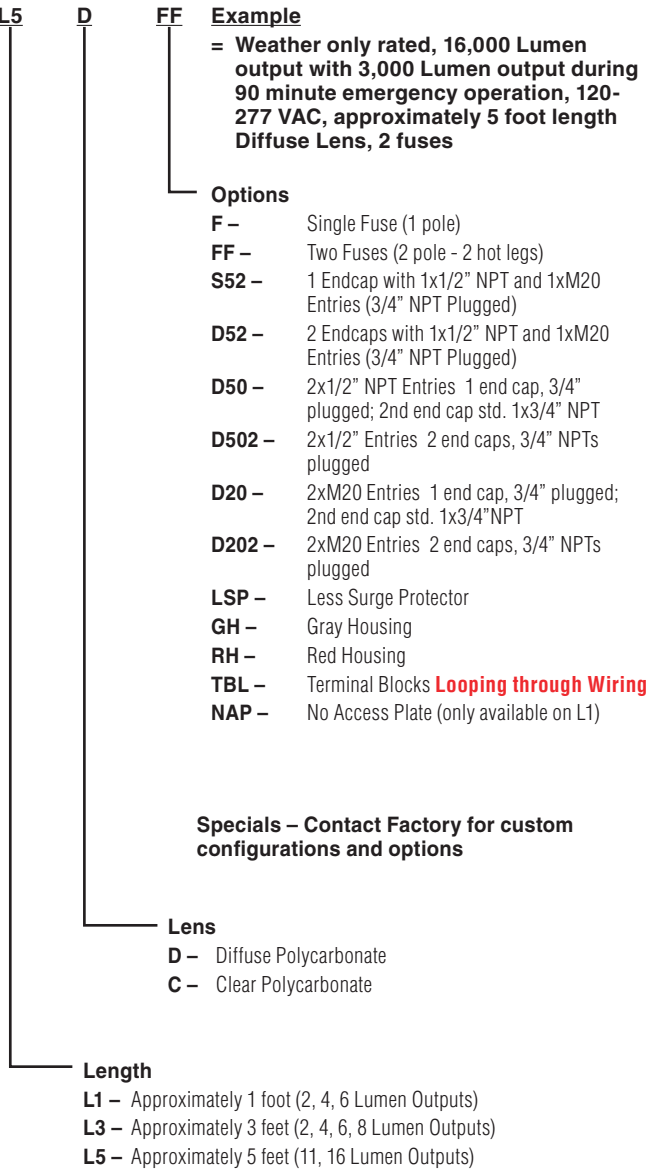 L5 D FF Example
= Weather only rated, 16,000 Lumen
output with 3,000 Lumen output during
90 minute emergency operation, 120-
277 VAC, approximately 5 foot length
Diffuse Lens, 2 fuses
Options
F – Single Fuse (1 pole)
FF – Two Fuses (2 pole - 2 hot legs)
S52 – 1 Endcap with 1x1/2” NPT and 1xM20
Entries (3/4” NPT Plugged)
D52 – 2 Endcaps with 1x1/2” NPT and 1xM20
Entries (3/4” NPT Plugged)
D50 – 2x1/2” NPT Entries 1 end cap, 3/4”
plugged; 2nd end cap std. 1x3/4” NPT
D502 – 2x1/2” Entries 2 end caps, 3/4” NPTs
plugged
D20 – 2xM20 Entries 1 end cap, 3/4” plugged;
2nd end cap std. 1x3/4”NPT
D202 – 2xM20 Entries 2 end caps, 3/4” NPTs
plugged
LSP – Less Surge Protector
GH – Gray Housing
RH – Red Housing
TBL – Terminal Blocks Looping through Wiring
NAP – No Access Plate (only available on L1)
Specials – Contact Factory for custom
configurations and options
Lens
D – Diffuse Polycarbonate
C – Clear Polycarbonate
Length
L1 – Approximately 1 foot (2, 4, 6 Lumen Outputs)
L3 – Approximately 3 feet (2, 4, 6, 8 Lumen Outputs)
L5 – Approximately 5 feet (11, 16 Lumen Outputs)